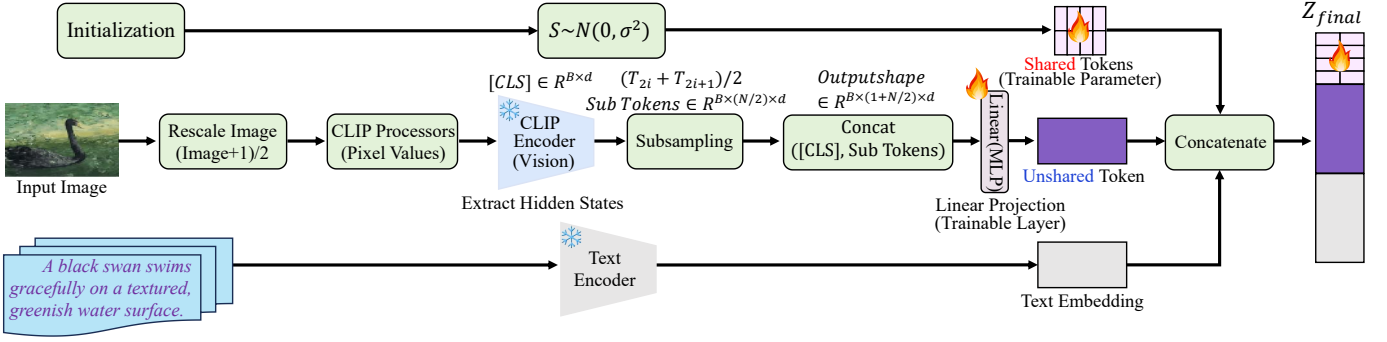 Initialization
S~N(0, σ²)
Shared Tokens
(Trainable Parameter)
Z_{final}
[CLS] ∈ R^{B×d}
(T_{2i} + T_{2i+1})/2
Sub Tokens ∈ R^{B×(N/2)×d}
Outputshape
∈ R^{B×(1+N/2)×d}
Input Image
Rescale Image
(Image+1)/2
CLIP Processors
(Pixel Values)
CLIP
Encoder
(Vision)
Extract Hidden States
Subsampling
Concat
([CLS], Sub Tokens)
Linear(MLP)
Linear Projection
(Trainable Layer)
Unshared Token
Concatenate
A black swan swims
gracefully on a textured,
greenish water surface.
Text
Encoder
Text Embedding